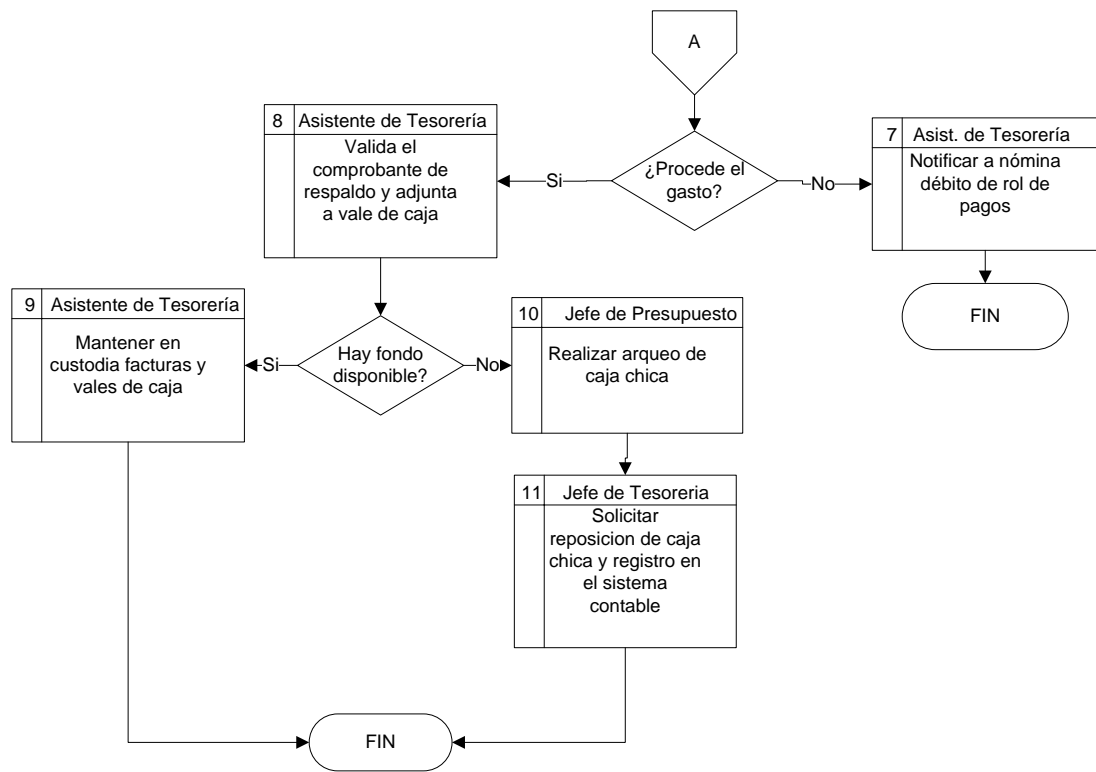 A
¿Procede el
gasto?
Si
No
8 Asistente de Tesorería
Valida el
comprobante de
respaldo y adjunta
a vale de caja
7 Asist. de Tesorería
Notificar a nómina
débito de rol de
pagos
FIN
Hay fondo
disponible?
Si
No
9 Asistente de Tesorería
Mantener en
custodia facturas y
vales de caja
10 Jefe de Presupuesto
Realizar arqueo de
caja chica
11 Jefe de Tesoreria
Solicitar
reposicion de caja
chica y registro en
el sistema
contable
FIN